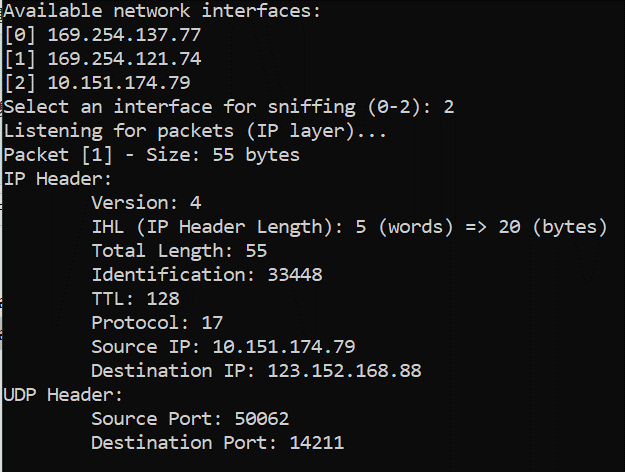 Available network interfaces:
[0] 169.254.137.77
[1] 169.254.121.74
[2] 10.151.174.79
Select an interface for sniffing (0-2): 2
Listening for packets (IP layer)...
Packet [1] - Size: 55 bytes
IP Header:
Version: 4
IHL (IP Header Length): 5 (words) => 20 (bytes)
Total Length: 55
Identification: 33448
TTL: 128
Protocol: 17
Source IP: 10.151.174.79
Destination IP: 123.152.168.88
UDP Header:
Source Port: 50062
Destination Port: 14211